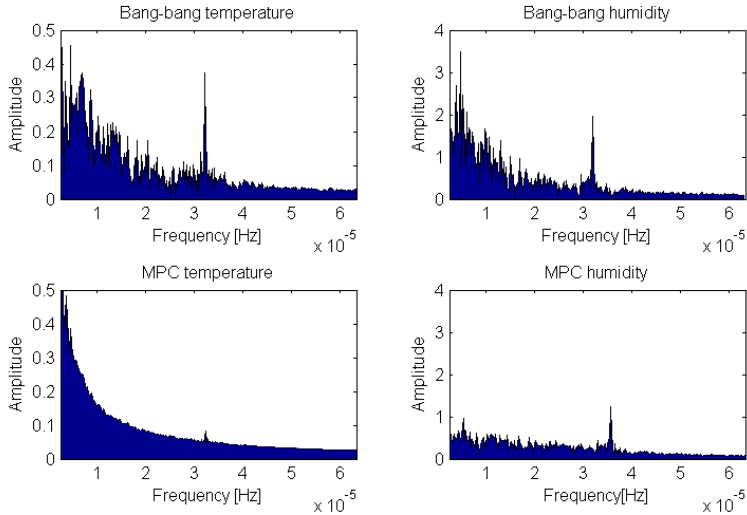 Bang-bang temperature
0.5
0.4
0.3
0.2
0.1
0
Amplitude
1 2 3 4 5 6
Frequency [Hz]
x 10-5
Bang-bang humidity
4
3
2
1
0
Amplitude
1 2 3 4 5 6
Frequency [Hz]
x 10-5
MPC temperature
0.5
0.4
0.3
0.2
0.1
0
Amplitude
1 2 3 4 5 6
Frequency [Hz]
x 10-5
MPC humidity
4
3
2
1
0
Amplitude
1 2 3 4 5 6
Frequency[Hz]
x 10-5